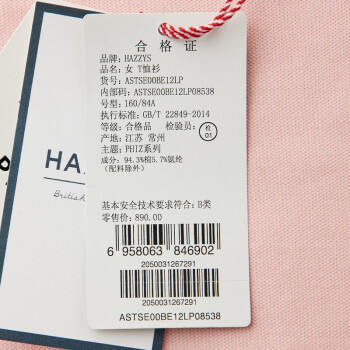 合格证
品牌: HAZZYS
品名: 女 T恤衫
货号: ASTSE00BE12LP
内部码: ASTSE00BE12LP08538
型号: 160/84A
执行标准: GB/T 22849-2014
等级: 合格品 检验员: 检 01
产地: 江苏 常州
主题: PHIZ系列
成分: 94.3%棉5.7%氨纶
(配料除外)
基本安全技术要求符合: B类
零售价: 890.00
6 958063 846902
2050031267291
2050031267291
ASTSE00BE12LP08538
HA
British